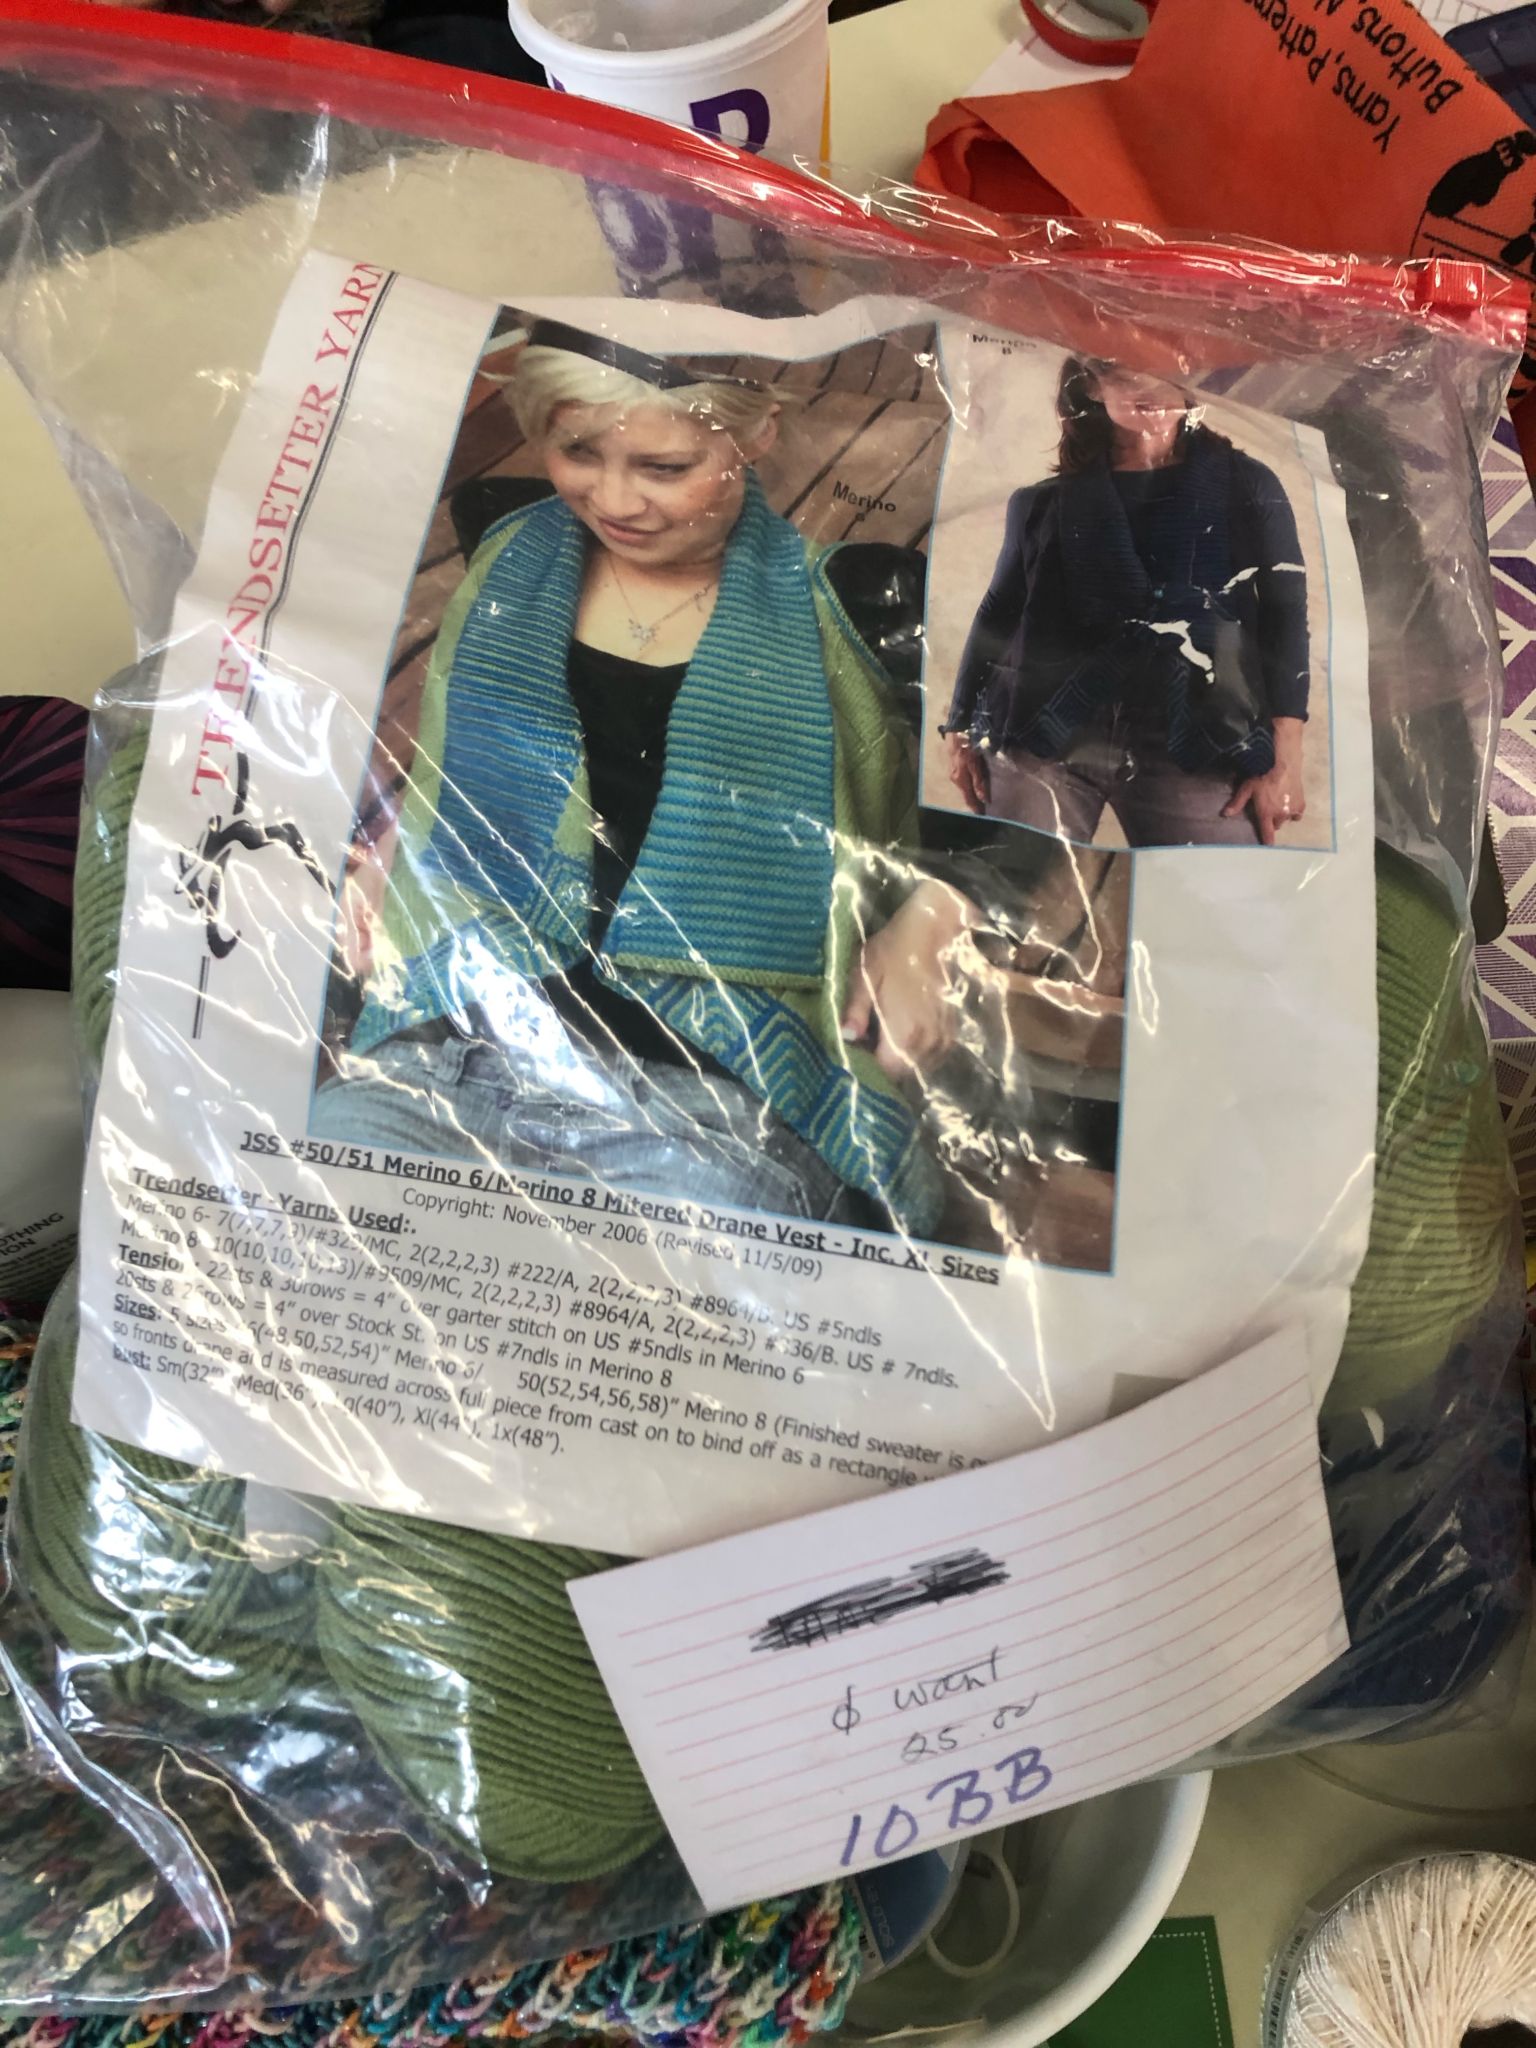 Yarns, Patterns
Buttons,
TRENDSETTER YARN
Merino
8
Merino
6
JSS #50/51 Merino 6/Merino 8 Mitered Drape Vest - Inc. XL Sizes
Copyright: November 2006 (Revised 11/5/09)
Trendsetter -Yarns Used:.
Merino 6- 7(7,7,7,9)/#329/MC, 2(2,2,2,3) #222/A, 2(2,2,2,3) #8964/B. US #5ndls
Merino 8- 10(10,10,10,13)/#9509/MC, 2(2,2,2,3) #8964/A, 2(2,2,2,3) #836/B. US # 7ndls.
Tension: 22sts & 30rows = 4" over garter stitch on US #5ndls in Merino 6
20sts & 26rows = 4" over Stock St. on US #7ndls in Merino 8
Sizes: 5 sizes 46(48,50,52,54)" Merino 6/ 50(52,54,56,58)" Merino 8 (Finished sweater is
so fronts drape and is measured across full piece from cast on to bind off as a rectangle
bust: Sm(32"), Med(36"), Lg(40"), Xl(44"), 1x(48").
I want
25.00
10BB